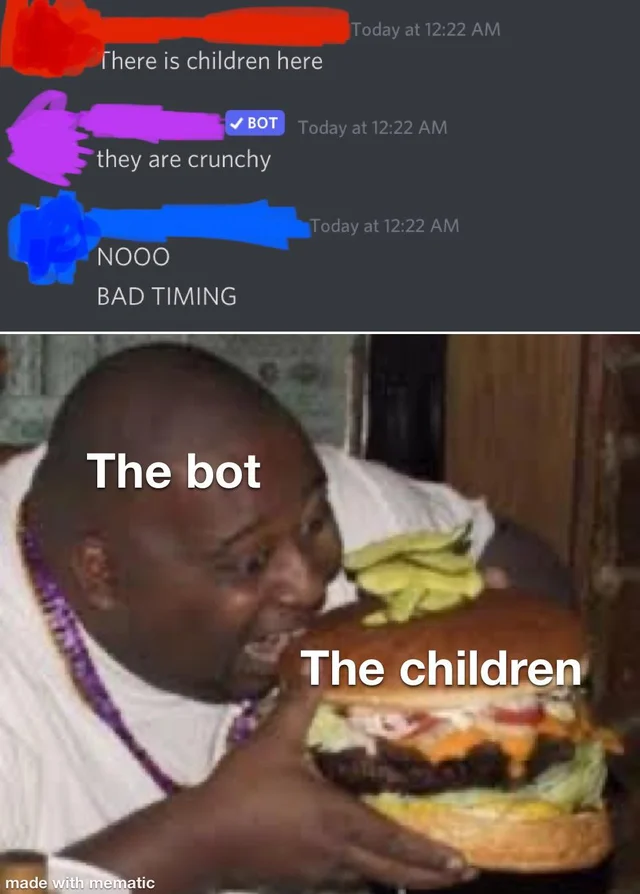 Today at 12:22 AM
There is children here
✓ BOT Today at 12:22 AM
they are crunchy
Today at 12:22 AM
NOOO
BAD TIMING
The bot
The children
made with mematic